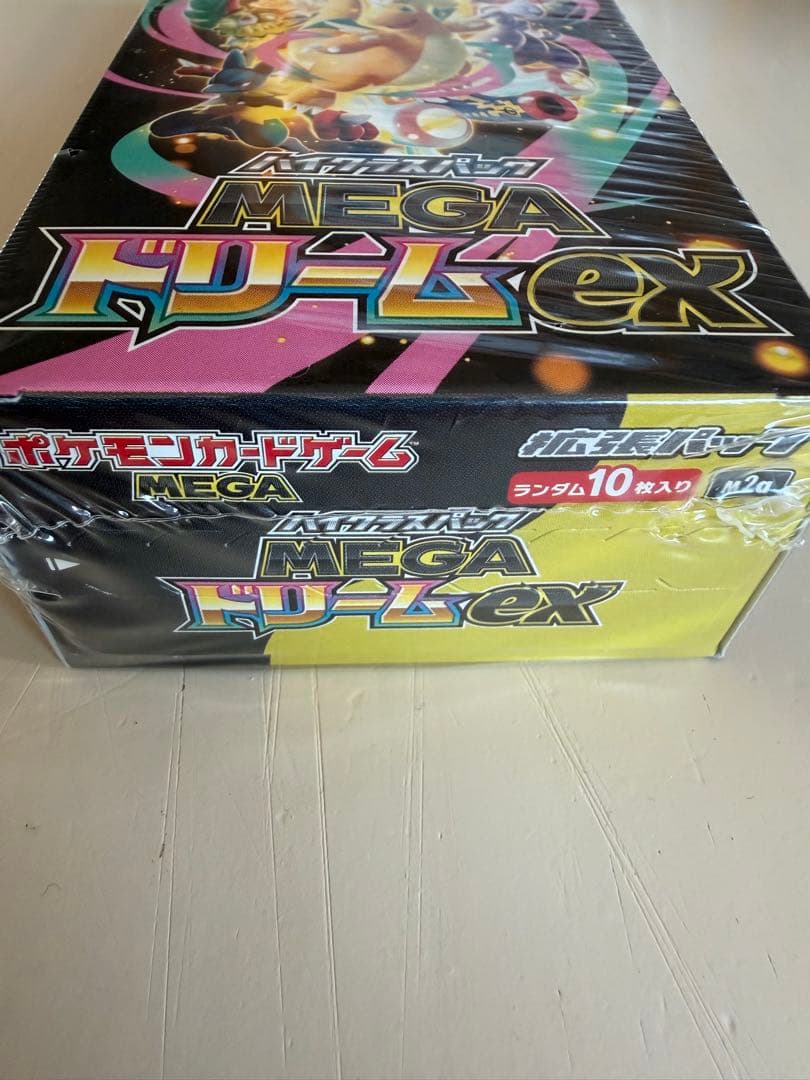 ハイクラスパック
MEGA
ドリームex
ポケモンカードゲーム™
MEGA
拡張パック
ランダム10枚入り
M2a
ハイクラスパック
MEGA
ドリームex